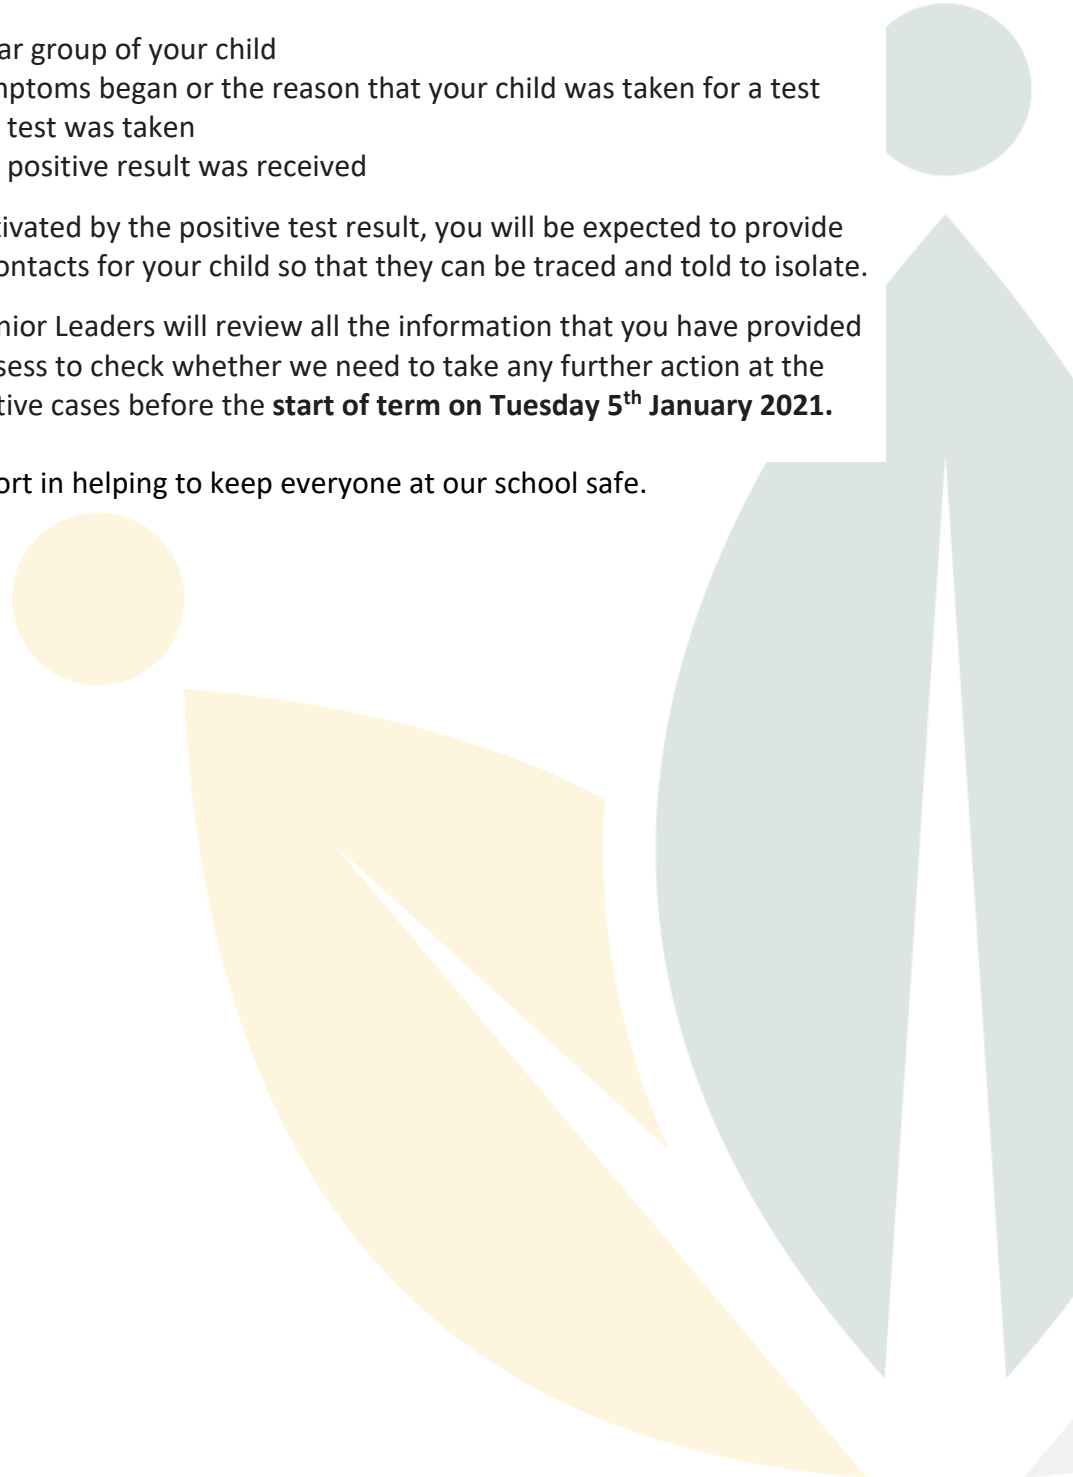 ar group of your child
nptoms began or the reason that your child was taken for a test
test was taken
positive result was received
tivated by the positive test result, you will be expected to provide
ontacts for your child so that they can be traced and told to isolate.
nior Leaders will review all the information that you have provided
sess to check whether we need to take any further action at the
tive cases before the start of term on Tuesday 5th January 2021.
ort in helping to keep everyone at our school safe.